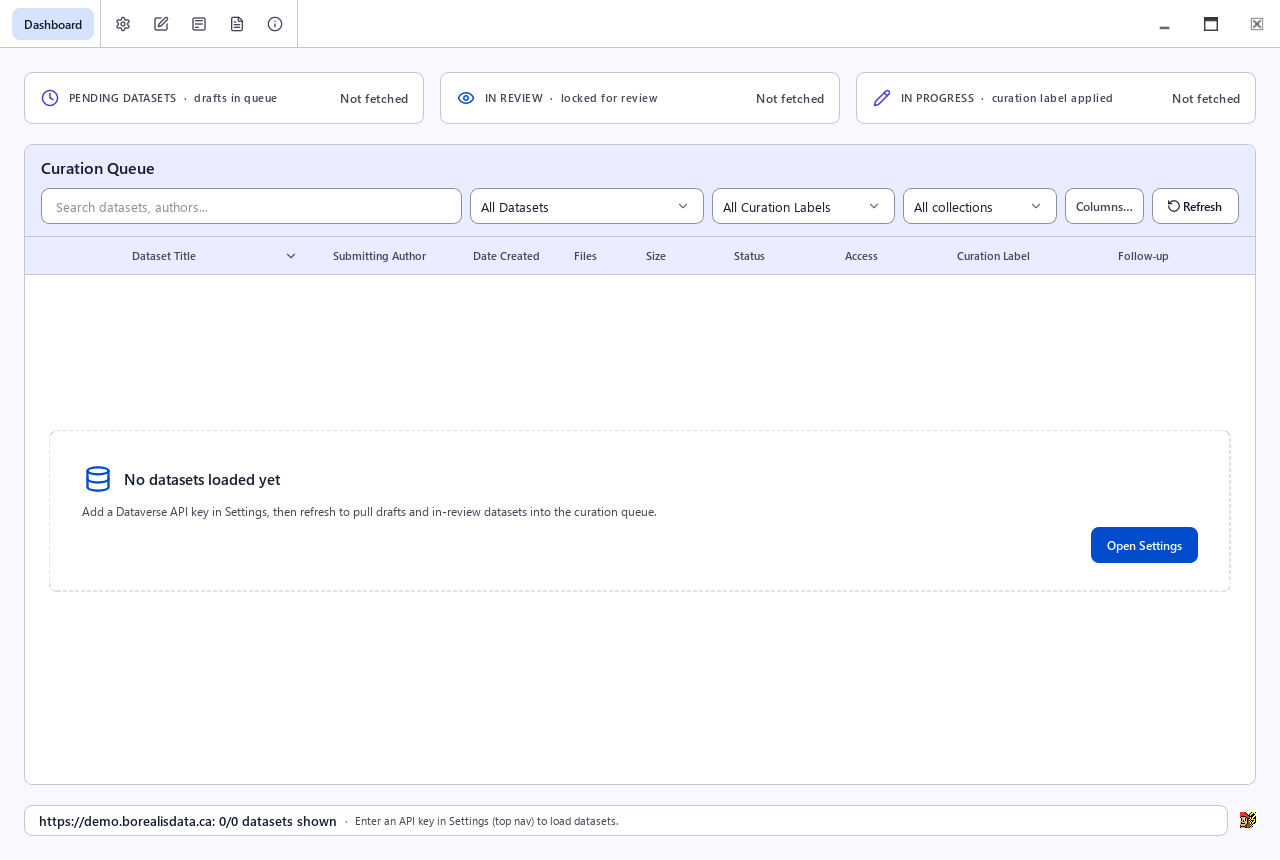 Dashboard
PENDING DATASETS · drafts in queue Not fetched
IN REVIEW · locked for review Not fetched
IN PROGRESS · curation label applied Not fetched
Curation Queue
Search datasets, authors... All Datasets All Curation Labels All collections Columns... Refresh
Dataset Title Submitting Author Date Created Files Size Status Access Curation Label Follow-up
No datasets loaded yet
Add a Dataverse API key in Settings, then refresh to pull drafts and in-review datasets into the curation queue.
Open Settings
https://demo.borealisdata.ca: 0/0 datasets shown · Enter an API key in Settings (top nav) to load datasets.